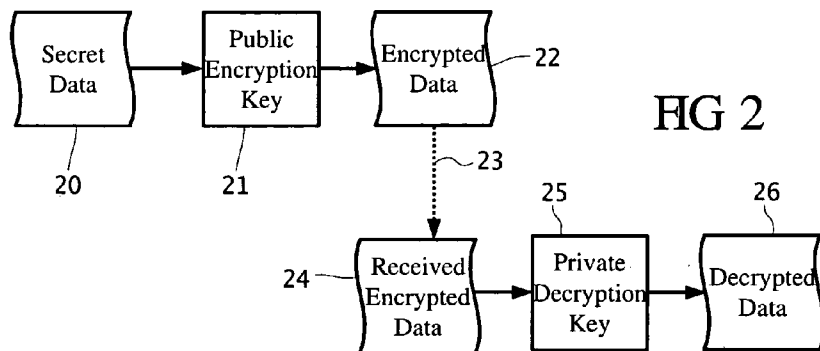 Secret
Data
Public
Encryption
Key
Encrypted
Data
22
FIG 2
20
21
23
25
26
24
Received
Encrypted
Data
Private
Decryption
Key
Decrypted
Data